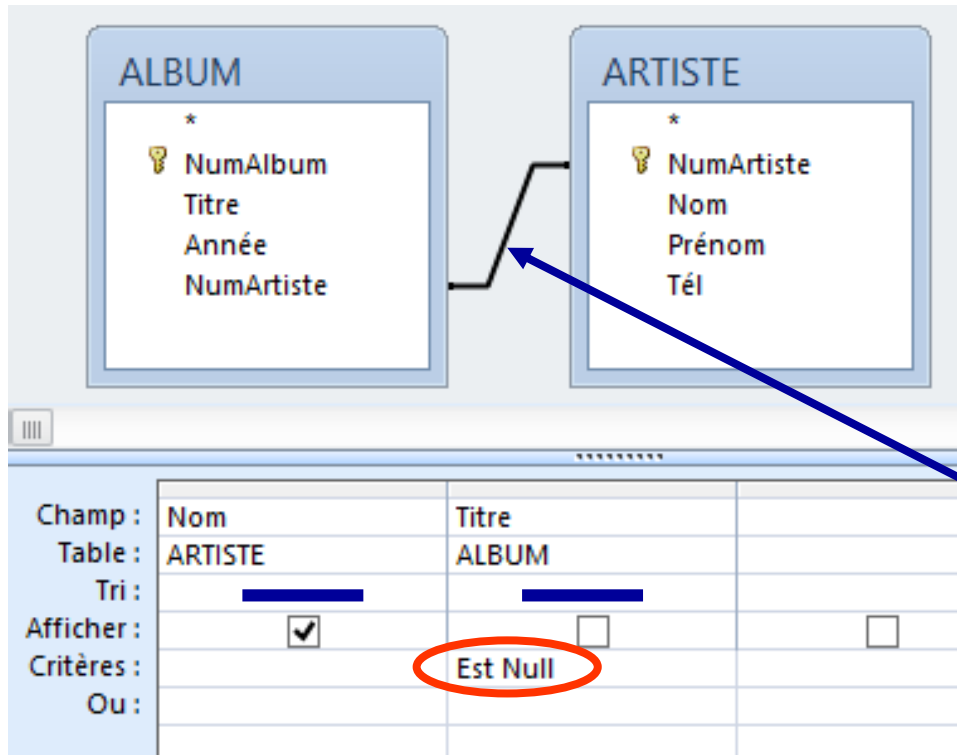 ALBUM
*
NumAlbum
Titre
Année
NumArtiste
ARTISTE
*
NumArtiste
Nom
Prénom
Tél
Champ : Nom Titre
Table : ARTISTE ALBUM
Tri :
Afficher :
Critères : Est Null
Ou :